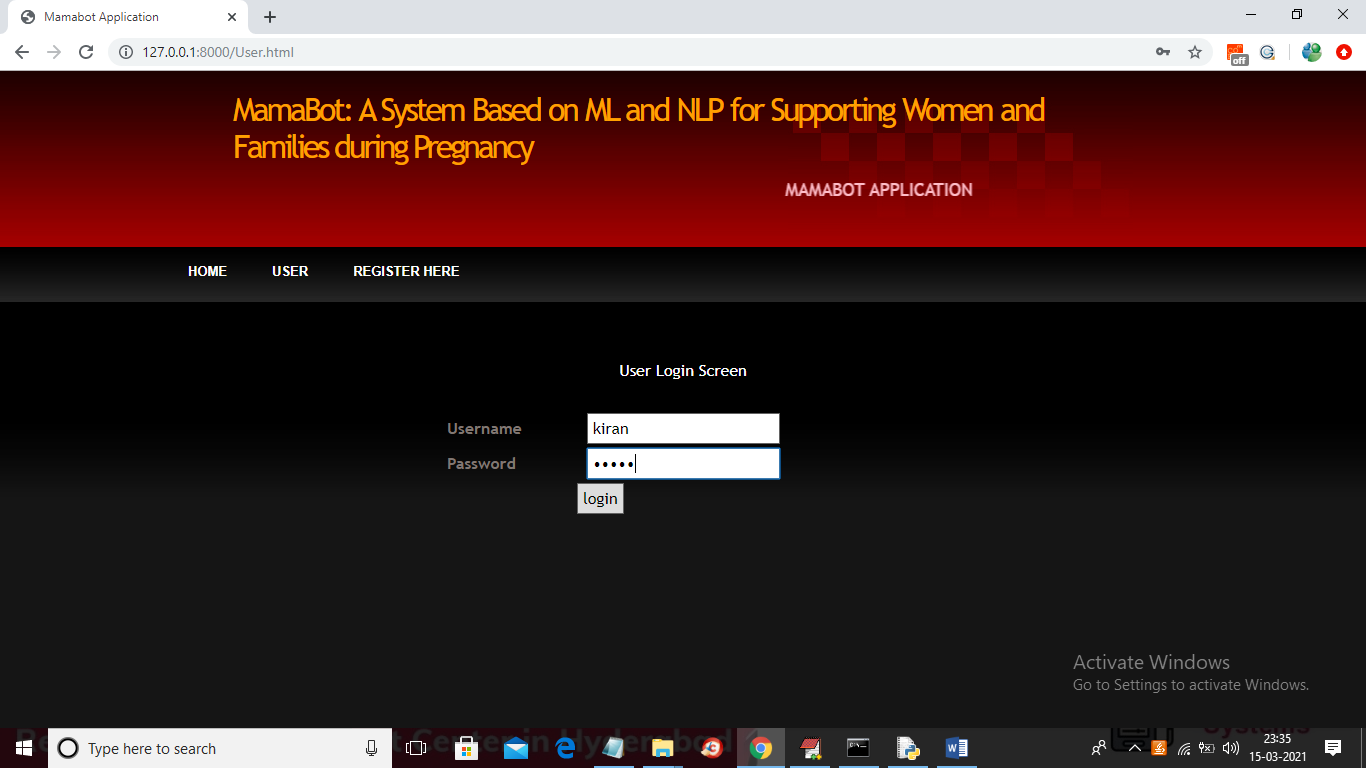 Mamabot Application
127.0.0.1:8000/User.html
off
MamaBot: A System Based on ML and NLP for Supporting Women and
Families during Pregnancy
MAMABOT APPLICATION
HOME USER REGISTER HERE
User Login Screen
Username kiran
Password •••••
login
Activate Windows
Go to Settings to activate Windows.
Type here to search
23:35
15-03-2021